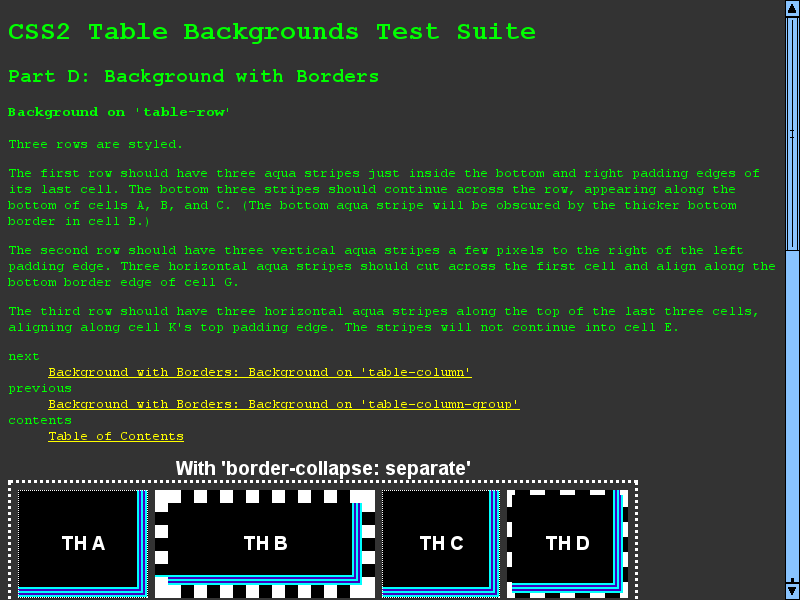 CSS2 Table Backgrounds Test Suite
Part D: Background with Borders
Background on 'table-row'
Three rows are styled.
The first row should have three aqua stripes just inside the bottom and right padding edges of
its last cell. The bottom three stripes should continue across the row, appearing along the
bottom of cells A, B, and C. (The bottom aqua stripe will be obscured by the thicker bottom
border in cell B.)
The second row should have three vertical aqua stripes a few pixels to the right of the left
padding edge. Three horizontal aqua stripes should cut across the first cell and align along the
bottom border edge of cell G.
The third row should have three horizontal aqua stripes along the top of the last three cells,
aligning along cell K's top padding edge. The stripes will not continue into cell E.
next
Background with Borders: Background on 'table-column'
previous
Background with Borders: Background on 'table-column-group'
contents
Table of Contents
With 'border-collapse: separate'
TH A TH B TH C TH D